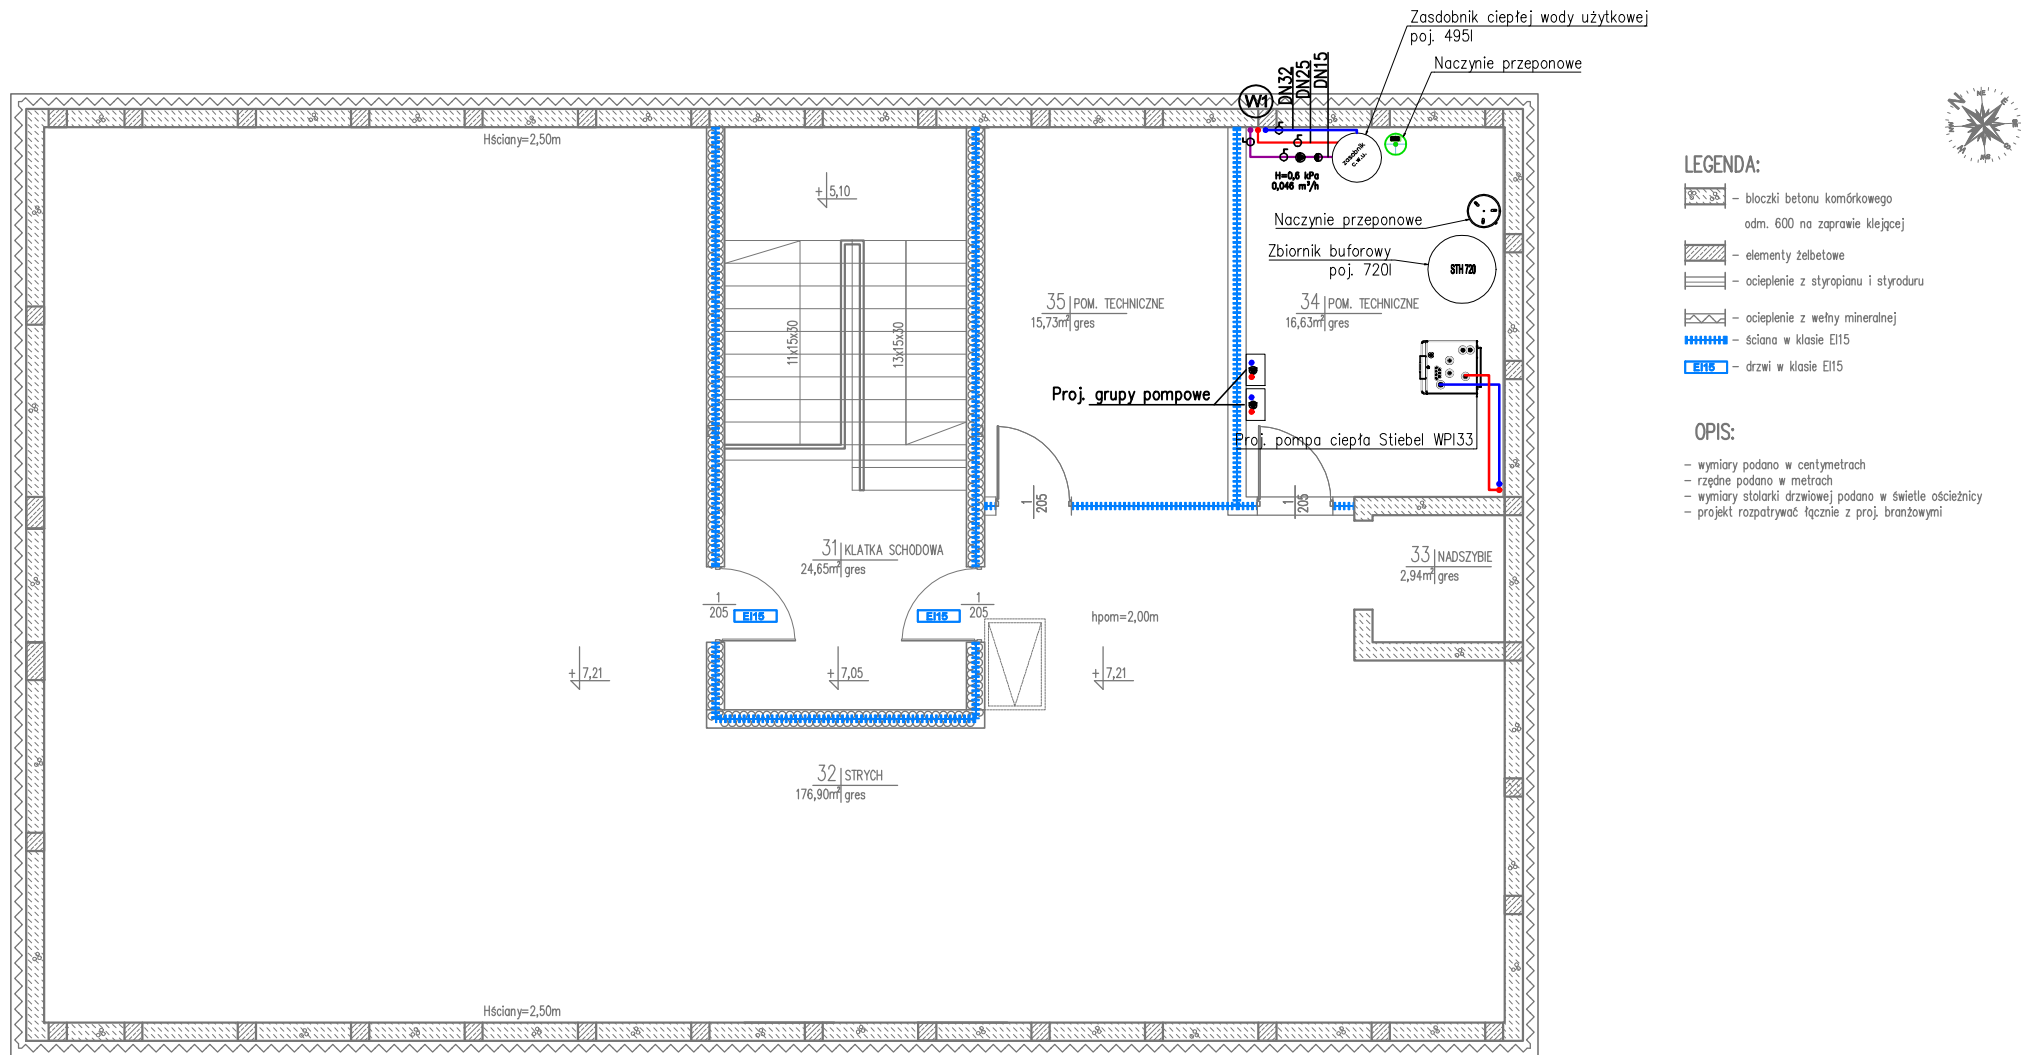 Zasdobnik ciepłej wody użytkowej
poj. 495l
Naczynie przeponowe
W1
DN32
DN25
DN15
zasobnik
c.w.u.
H=0,6 kPa
0,046 m³/h
Naczynie przeponowe
Zbiornik buforowy
poj. 720l
STH 720
Hściany=2,50m
+ 5,10
11x15x30
13x15x30
35 POM. TECHNICZNE
15,73m² gres
34 POM. TECHNICZNE
16,63m² gres
Proj. grupy pompowe
Proj. pompa ciepła Stiebel WPI33
1
205
1
205
31 KLATKA SCHODOWA
24,65m² gres
33 NADSZYBIE
2,94m² gres
1
205
EI15
EI15
1
205
hpom=2,00m
+ 7,21
+ 7,05
+ 7,21
32 STRYCH
176,90m² gres
Hściany=2,50m
N
NE
E
SE
S
SW
W
NW
LEGENDA:
- bloczki betonu komórkowego
odm. 600 na zaprawie klejącej
- elementy żelbetowe
- ocieplenie z styropianu i styroduru
- ocieplenie z wełny mineralnej
- ściana w klasie EI15
EI15 - drzwi w klasie EI15
OPIS:
- wymiary podano w centymetrach
- rzędne podano w metrach
- wymiary stolarki drzwiowej podano w świetle ościeżnicy
- projekt rozpatrywać łącznie z proj. branżowymi